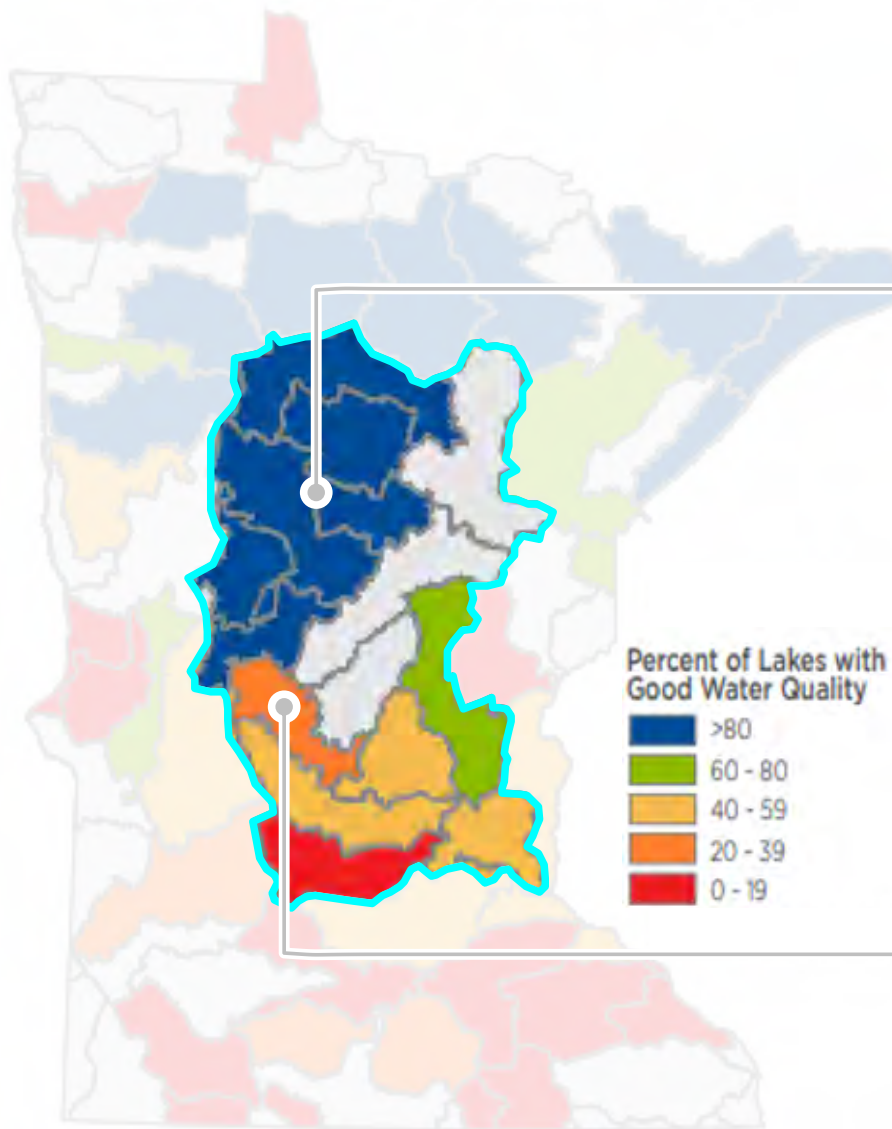 Percent of Lakes with
Good Water Quality
>80
60 - 80
40 - 59
20 - 39
0 - 19